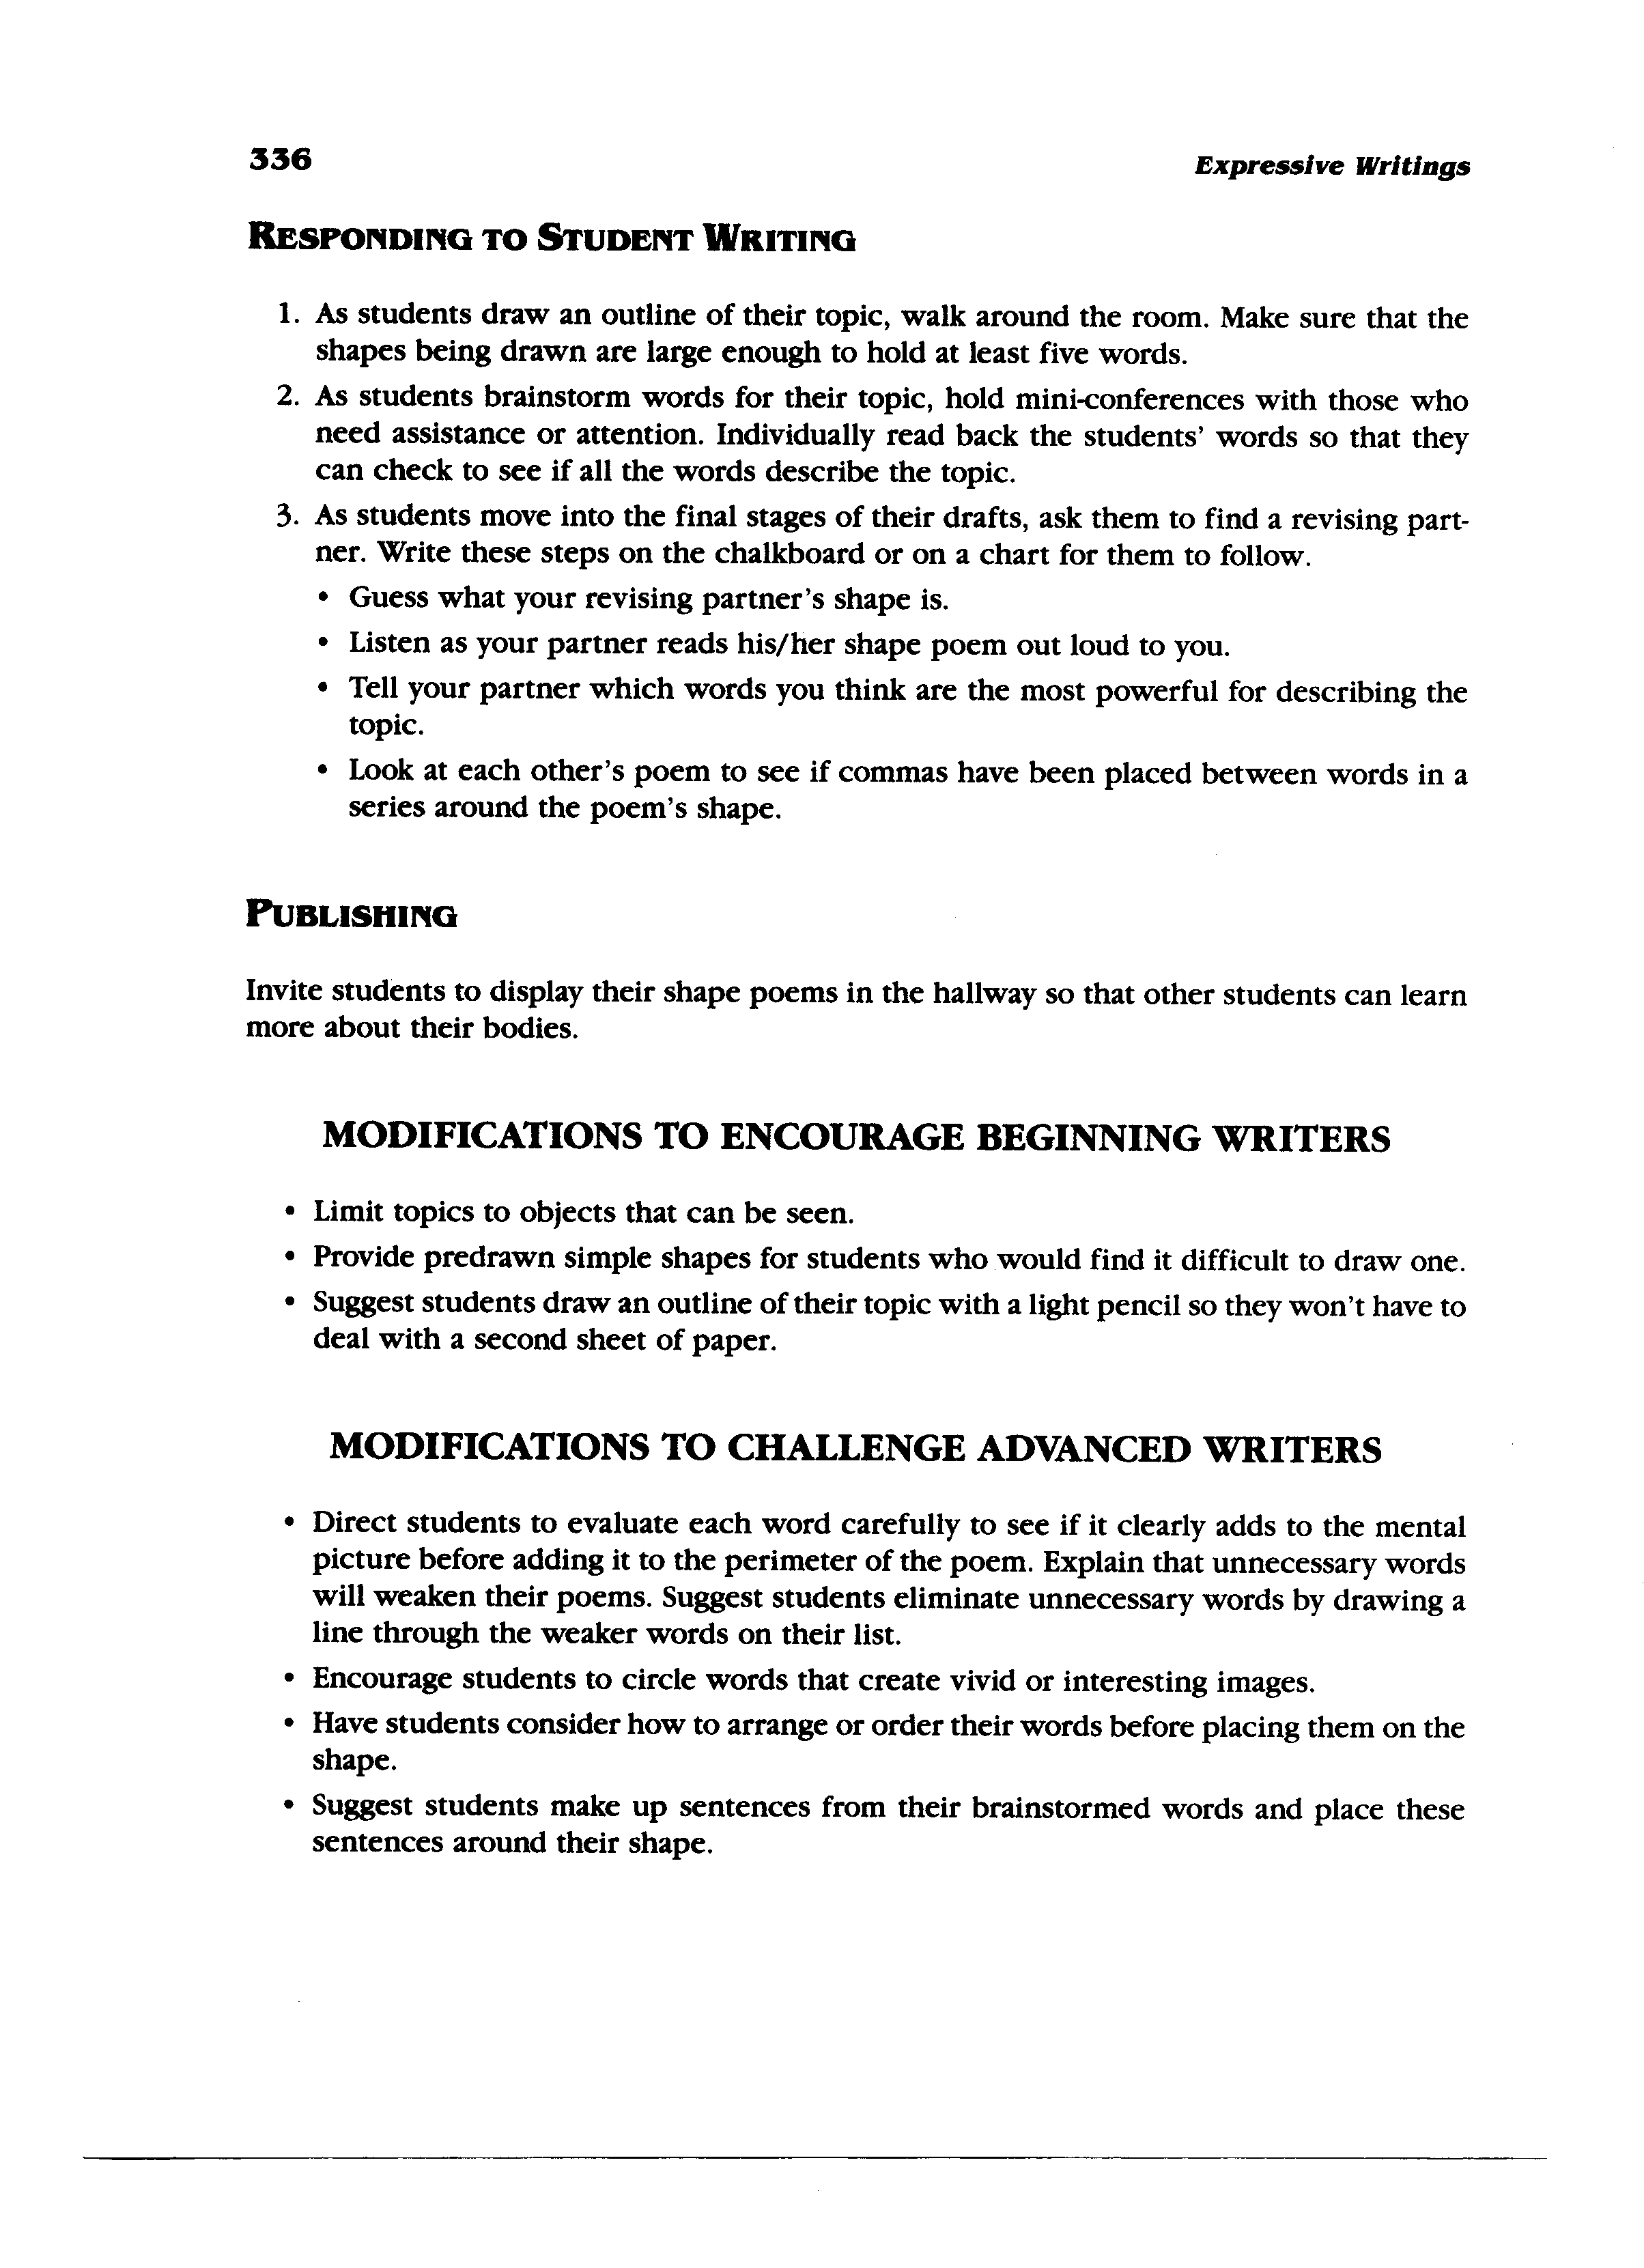 336
Expressive Writings
RESPONDING TO STUDENT WRITING
1. As students draw an outline of their topic, walk around the room. Make sure that the
shapes being drawn are large enough to hold at least five words.
2. As students brainstorm words for their topic, hold mini-conferences with those who
need assistance or attention. Individually read back the students' words so that they
can check to see if all the words describe the topic.
3. As students move into the final stages of their drafts, ask them to find a revising part-
ner. Write these steps on the chalkboard or on a chart for them to follow.
• Guess what your revising partner's shape is.
• Listen as your partner reads his/her shape poem out loud to you.
• Tell your partner which words you think are the most powerful for describing the
topic.
• Look at each other's poem to see if commas have been placed between words in a
series around the poem's shape.
PUBLISHING
Invite students to display their shape poems in the hallway so that other students can learn
more about their bodies.
MODIFICATIONS TO ENCOURAGE BEGINNING WRITERS
• Limit topics to objects that can be seen.
• Provide predrawn simple shapes for students who would find it difficult to draw one.
• Suggest students draw an outline of their topic with a light pencil so they won't have to
deal with a second sheet of paper.
MODIFICATIONS TO CHALLENGE ADVANCED WRITERS
• Direct students to evaluate each word carefully to see if it clearly adds to the mental
picture before adding it to the perimeter of the poem. Explain that unnecessary words
will weaken their poems. Suggest students eliminate unnecessary words by drawing a
line through the weaker words on their list.
• Encourage students to circle words that create vivid or interesting images.
• Have students consider how to arrange or order their words before placing them on the
shape.
• Suggest students make up sentences from their brainstormed words and place these
sentences around their shape.